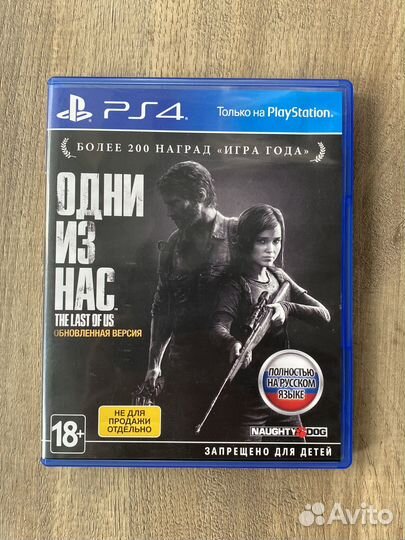 PS4
Только на PlayStation.
БОЛЕЕ 200 НАГРАД «ИГРА ГОДА»
ОДНИ
ИЗ
НАС
THE LAST OF US
ОБНОВЛЕННАЯ ВЕРСИЯ
ПОЛНОСТЬЮ
НА РУССКОМ
ЯЗЫКЕ
НЕ ДЛЯ
ПРОДАЖИ
ОТДЕЛЬНО
18+
NAUGHTY DOG
ЗАПРЕЩЕНО ДЛЯ ДЕТЕЙ
Avito